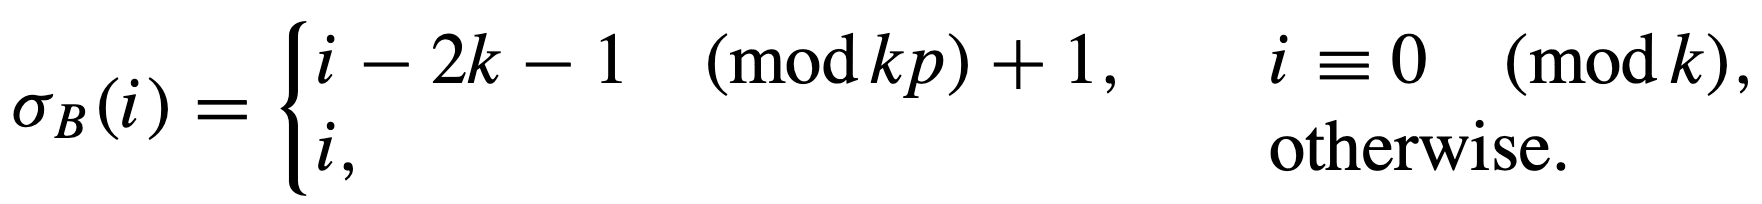 σ_B(i) = { i − 2k − 1 (mod kp) + 1, i ≡ 0 (mod k),
i, otherwise.